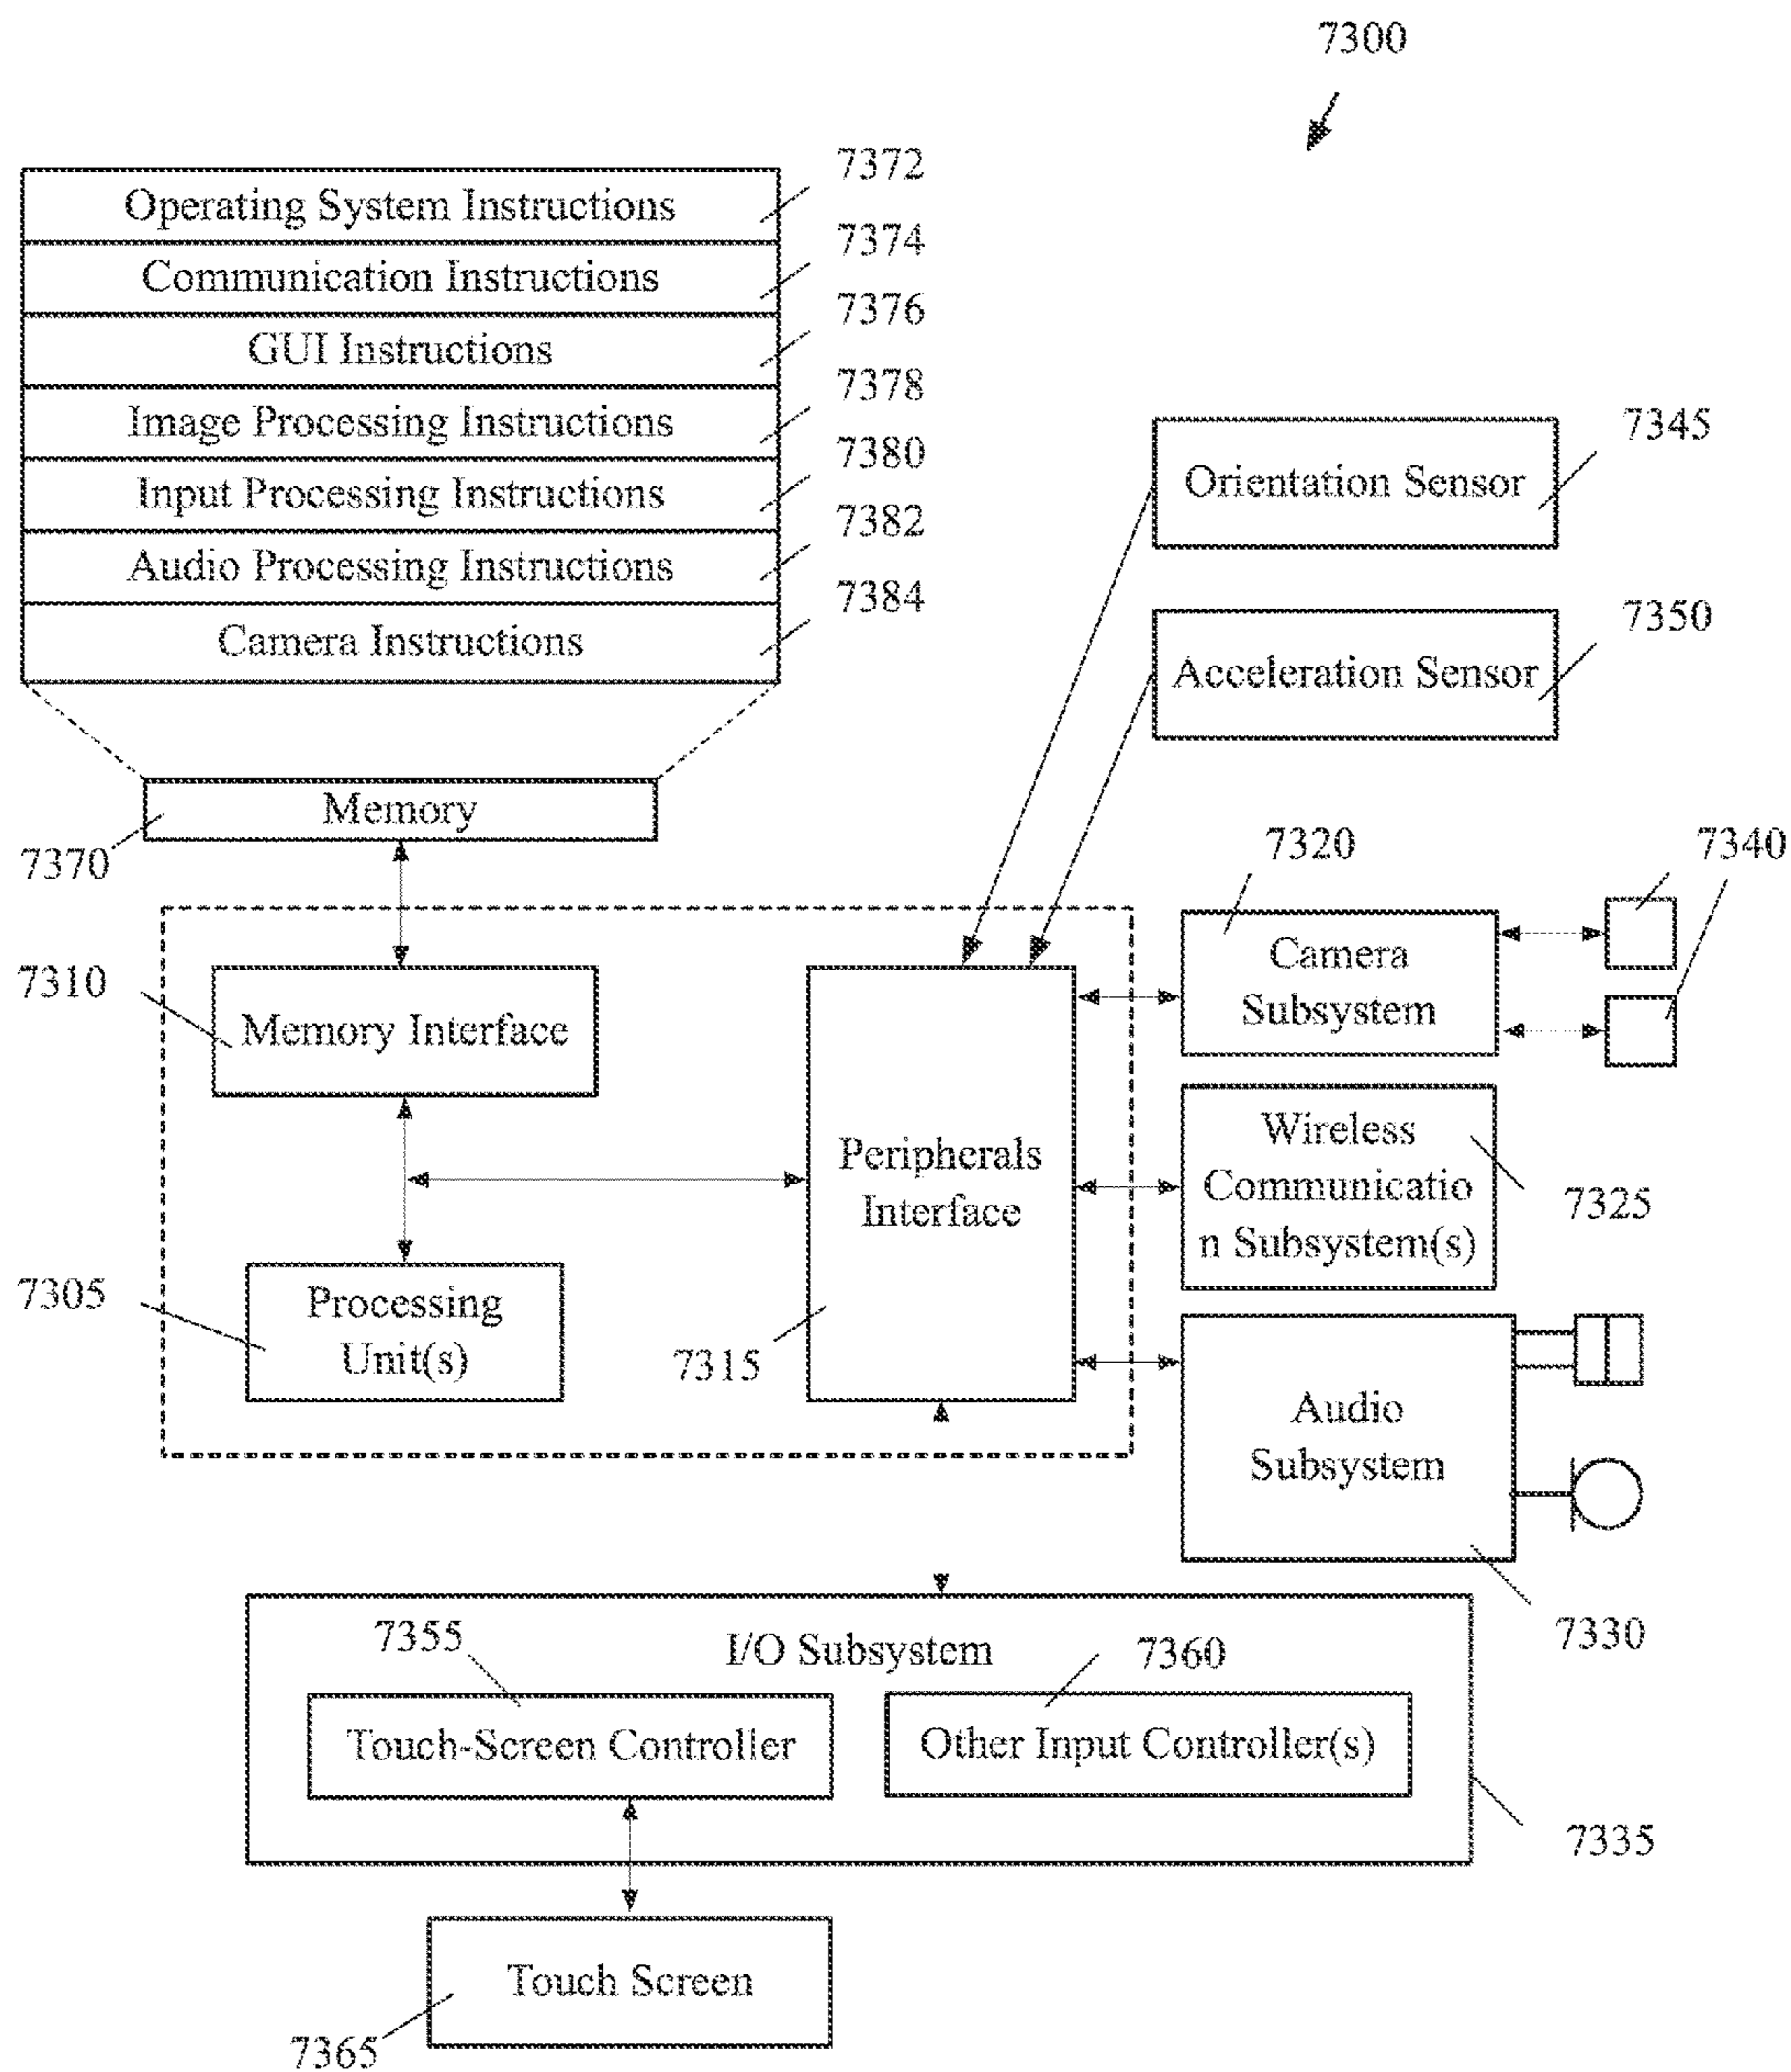 7300
7372
Operating System Instructions
7374
Communication Instructions
7376
GUI Instructions
7378
Image Processing Instructions
7380
Input Processing Instructions
7382
Audio Processing Instructions
7384
Camera Instructions
7345
Orientation Sensor
7350
Acceleration Sensor
Memory
7370
7320
7340
Camera
Subsystem
7310
Memory Interface
Peripherals
Interface
Wireless
Communicatio
n Subsystem(s)
7325
7305
Processing
Unit(s)
7315
Audio
Subsystem
7330
I/O Subsystem
7355
7360
Touch-Screen Controller
Other Input Controller(s)
7335
Touch Screen
7365